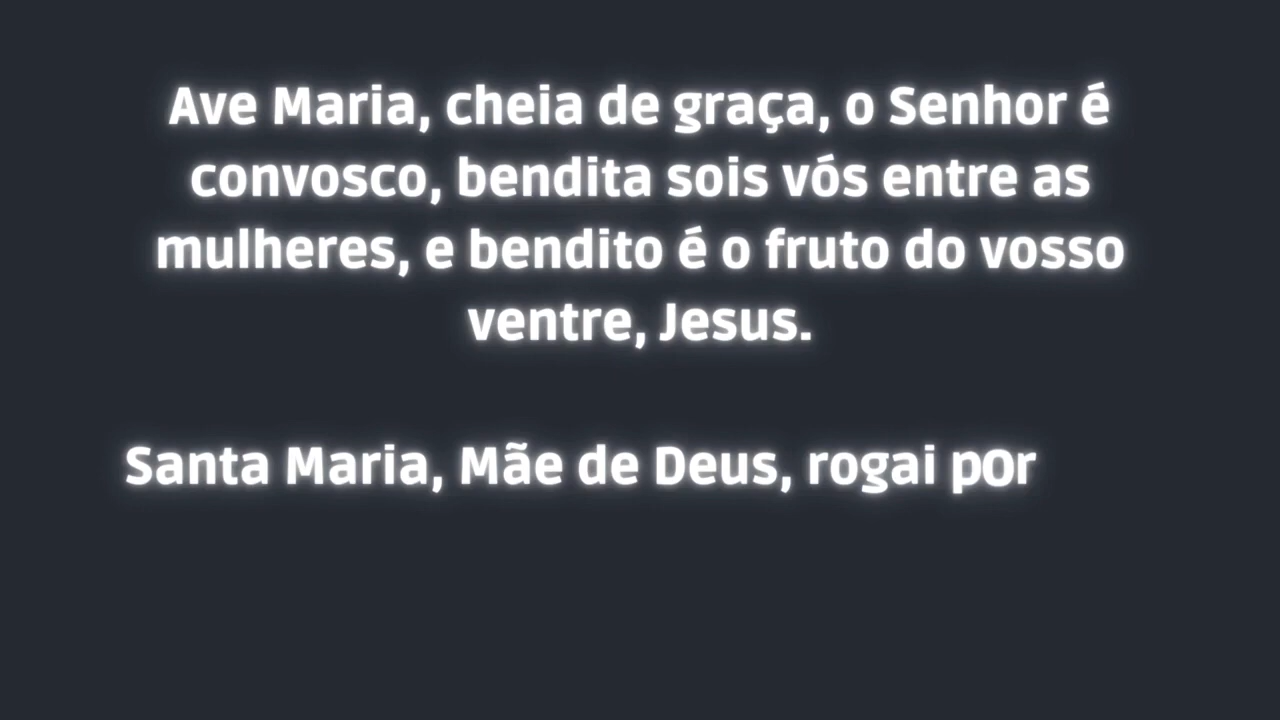 Ave Maria, cheia de graça, o Senhor é
convosco, bendita sois vós entre as
mulheres, e bendito é o fruto do vosso
ventre, Jesus.
Santa Maria, Mãe de Deus, rogai por